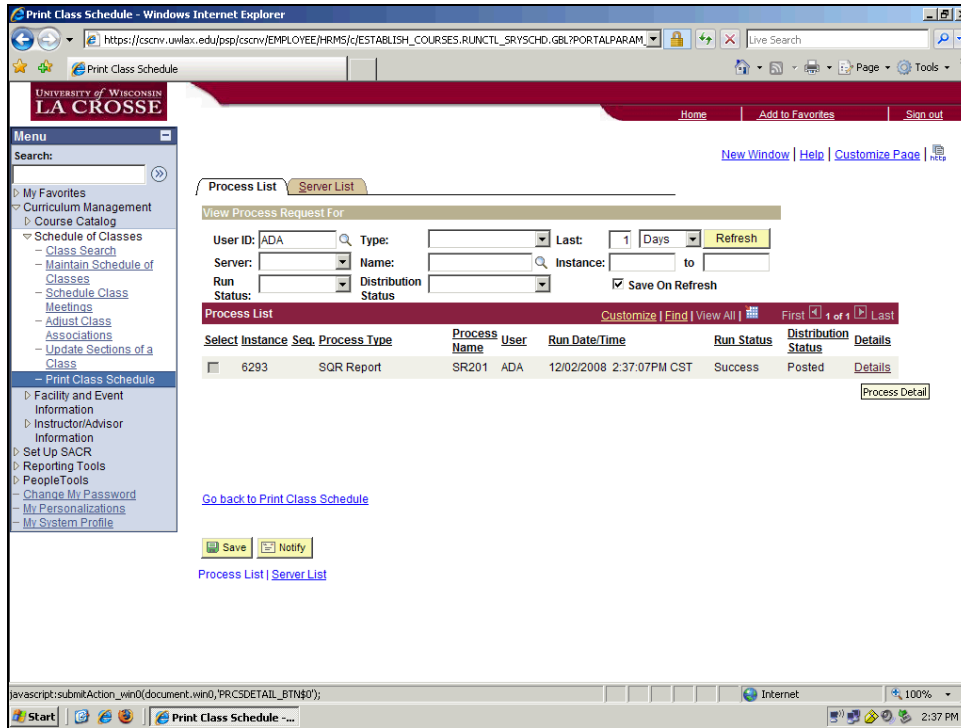 Print Class Schedule - Windows Internet Explorer
https://cscnv.uwlax.edu/psp/cscnv/EMPLOYEE/HRMS/c/ESTABLISH_COURSES.RUNCTL_SRYSCHD.GBL?PORTALPARAM_
Live Search
Print Class Schedule
Page
Tools
UNIVERSITY of WISCONSIN
LA CROSSE
Home
Add to Favorites
Sign out
Menu
Search:
My Favorites
Curriculum Management
Course Catalog
Schedule of Classes
– Class Search
– Maintain Schedule of
Classes
– Schedule Class
Meetings
– Adjust Class
Associations
– Update Sections of a
Class
– Print Class Schedule
Facility and Event
Information
Instructor/Advisor
Information
Set Up SACR
Reporting Tools
PeopleTools
– Change My Password
– My Personalizations
– My System Profile
New Window | Help | Customize Page |
http
Process List
Server List
View Process Request For
User ID: ADA Type: Last: 1 Days Refresh
Server: Name: Instance: to
Run
Status:
Distribution
Status
Save On Refresh
Process List Customize | Find | View All | First 1 of 1 Last
Select Instance Seq. Process Type Process
Name User Run Date/Time Run Status Distribution
Status Details
6293 SQR Report SR201 ADA 12/02/2008 2:37:07PM CST Success Posted Details
Process Detail
Go back to Print Class Schedule
Save
Notify
Process List | Server List
javascript:submitAction_win0(document.win0,'PRCSDETAIL_BTN$0');
Internet
100%
Start
Print Class Schedule -...
2:37 PM